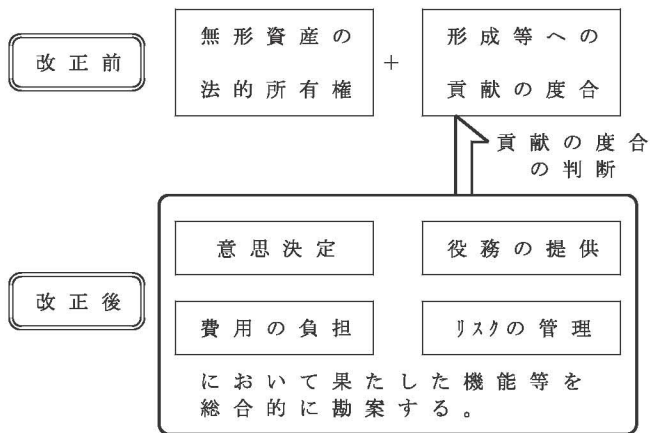 改正前
無形資産の
法的所有権
+
形成等への
貢献の度合
貢献の度合
の判断
改正後
意思決定
役務の提供
費用の負担
リスクの管理
において果たした機能等を
総合的に勘案する。